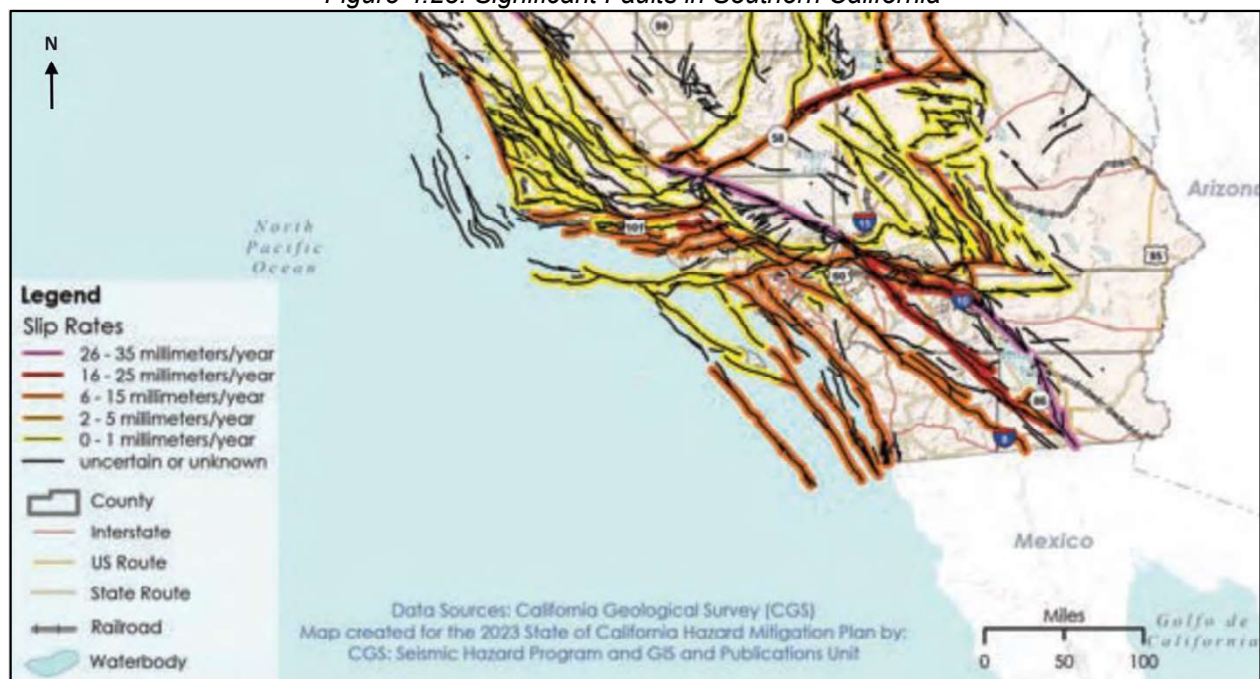 Figure 4.28: Significant Faults in Southern California
N
99
58
Arizona
North
Pacific
Ocean
101
15
95
60
10
Legend
Slip Rates
26 - 35 millimeters/year
16 - 25 millimeters/year
6 - 15 millimeters/year
2 - 5 millimeters/year
0 - 1 millimeters/year
uncertain or unknown
86
8
County
Interstate
US Route
State Route
Railroad
Waterbody
Mexico
Data Sources: California Geological Survey (CGS)
Map created for the 2023 State of California Hazard Mitigation Plan by:
CGS: Seismic Hazard Program and GIS and Publications Unit
Miles
0 50 100
Golfo de
California